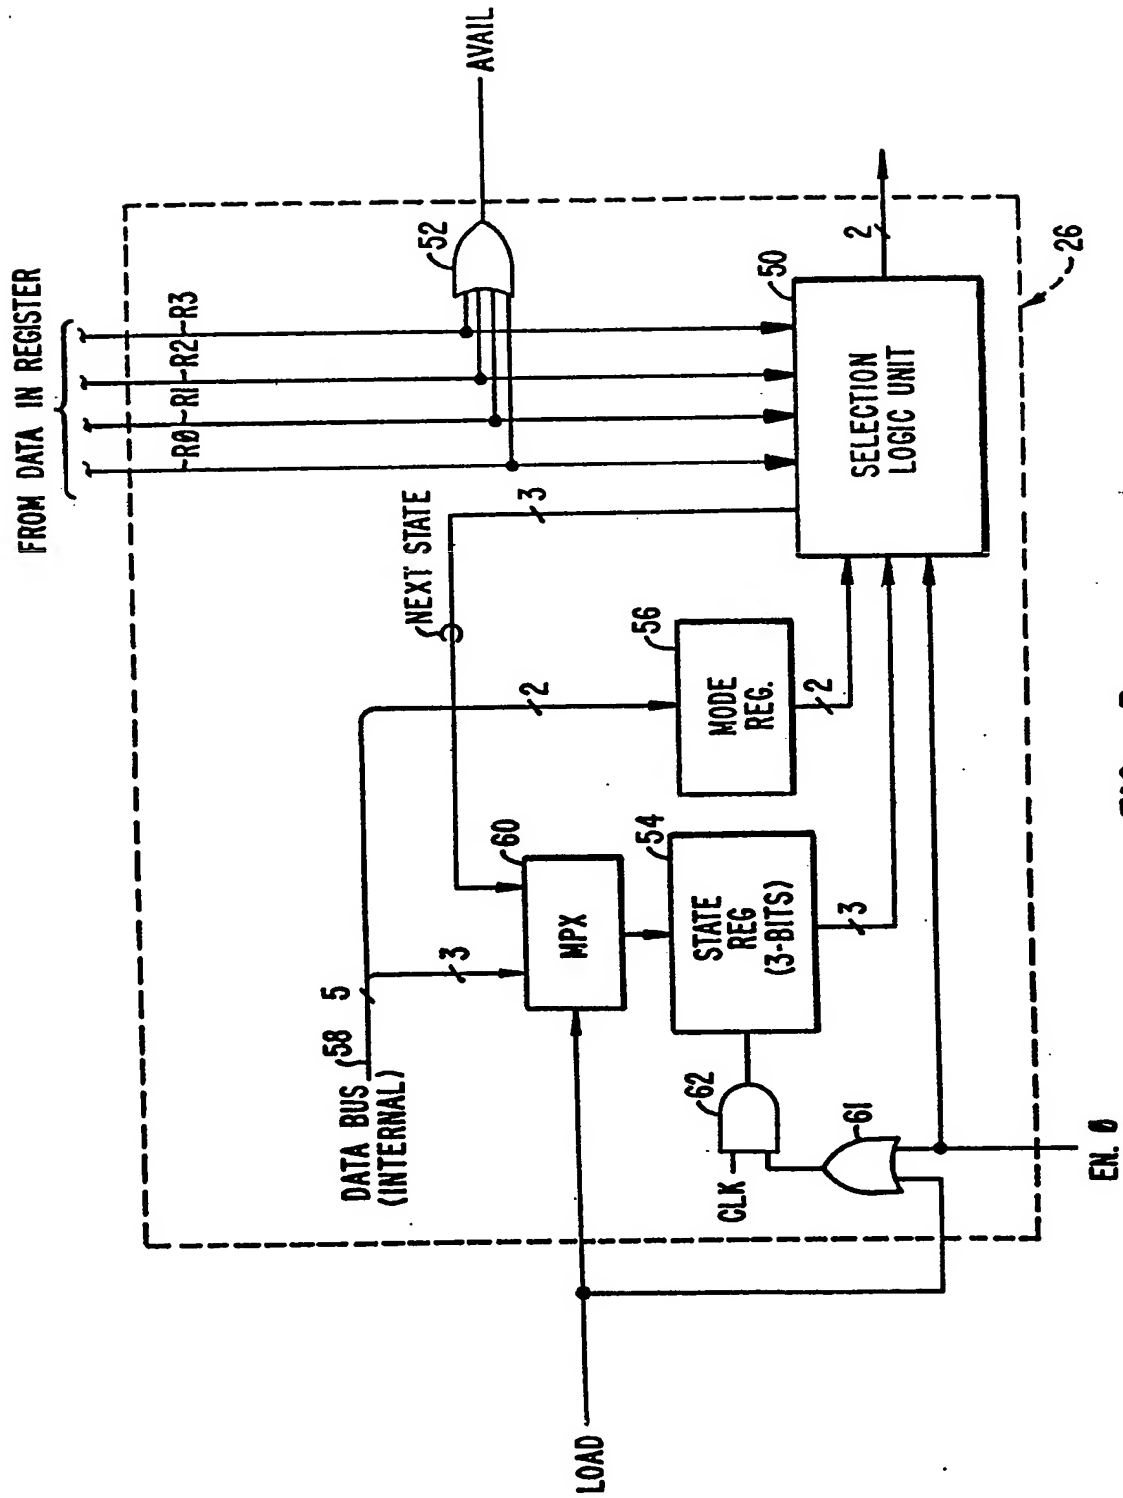 FROM DATA IN REGISTER
RØ
R1
R2
R3
52
AVAIL
NEXT STATE
3
DATA BUS
(INTERNAL)
58
5
3
2
60
MPX
56
MODE
REG.
2
54
STATE
REG
(3-BITS)
3
50
SELECTION
LOGIC UNIT
2
26
LOAD
CLK
62
61
EN. Ø